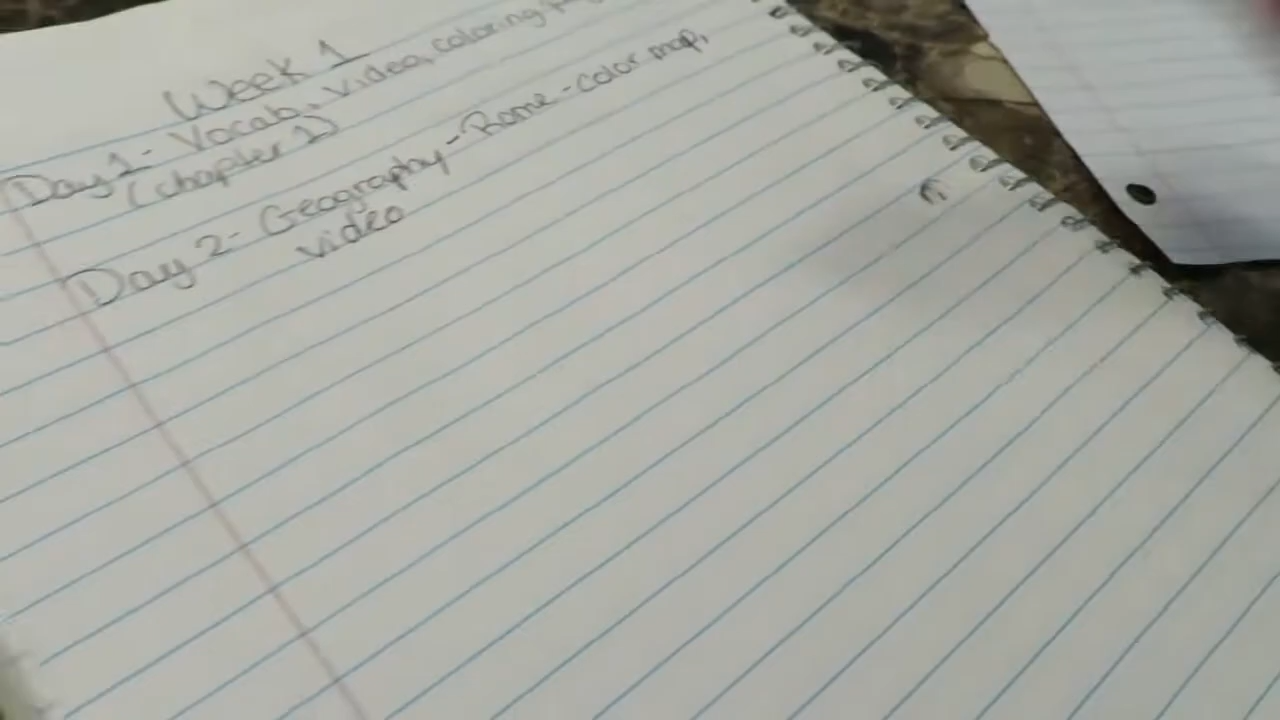 Week 1
Day 1- Vocab, video, coloring
(chapter 1)
Day 2- Geography - Rome - color map,
video